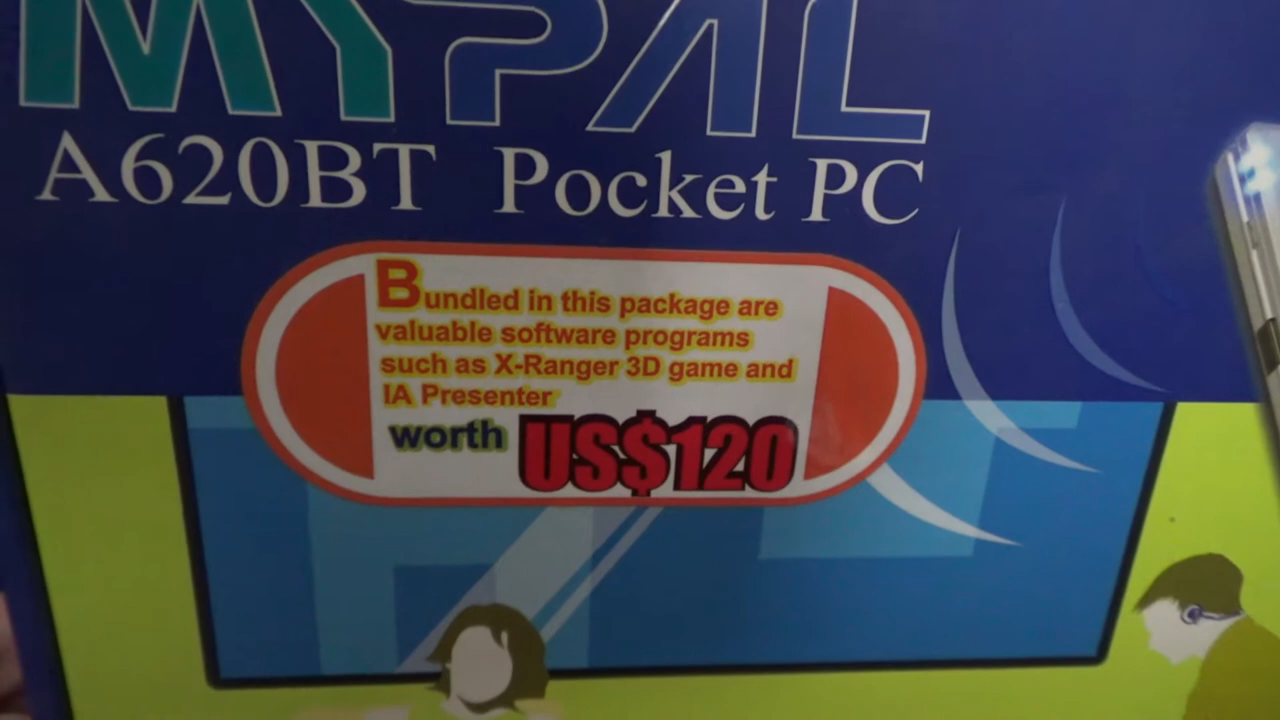 MYPAL
A620BT Pocket PC
Bundled in this package are
valuable software programs
such as X-Ranger 3D game and
IA Presenter
worth US$120